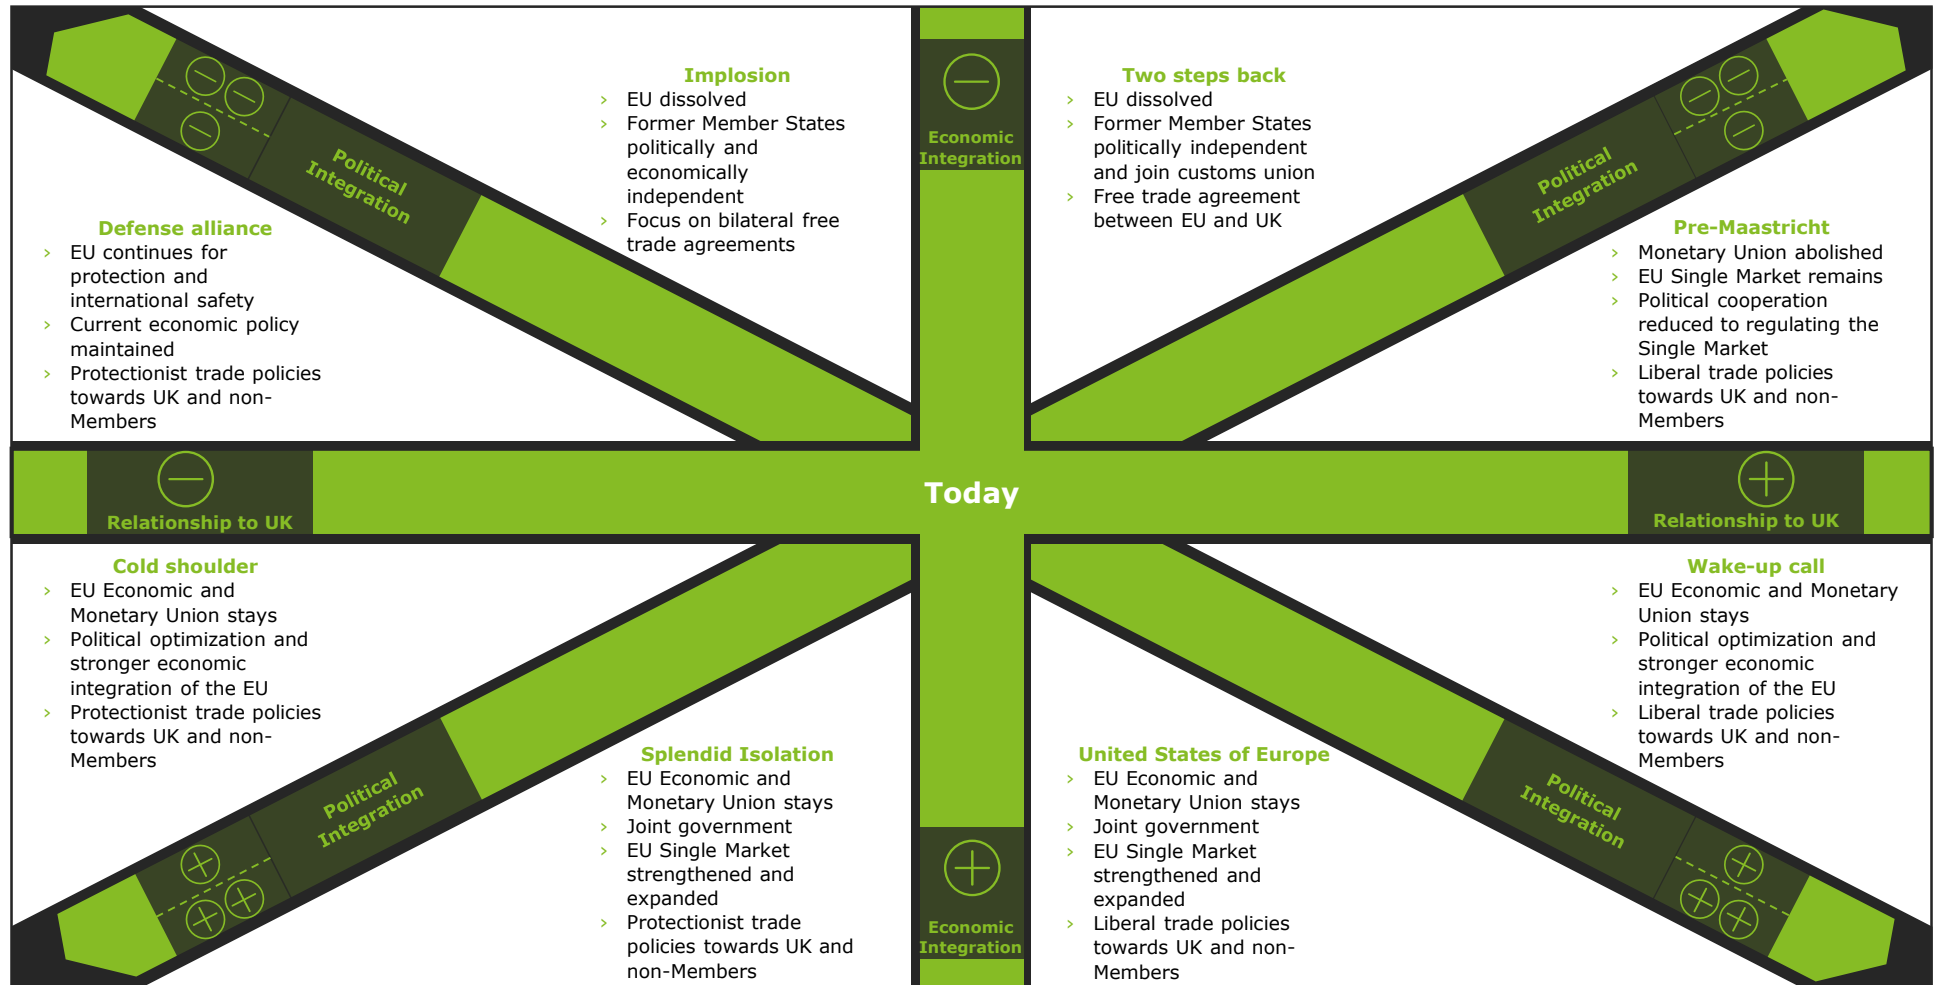 Implosion
› EU dissolved
› Former Member States
politically and
economically
independent
› Focus on bilateral free
trade agreements
Economic
Integration
Two steps back
› EU dissolved
› Former Member States
politically independent
and join customs union
› Free trade agreement
between EU and UK
Political
Integration
Political
Integration
Defense alliance
› EU continues for
protection and
international safety
› Current economic policy
maintained
› Protectionist trade policies
towards UK and non-
Members
Pre-Maastricht
› Monetary Union abolished
› EU Single Market remains
› Political cooperation
reduced to regulating the
Single Market
› Liberal trade policies
towards UK and non-
Members
Relationship to UK
Today
Relationship to UK
Cold shoulder
› EU Economic and
Monetary Union stays
› Political optimization and
stronger economic
integration of the EU
› Protectionist trade policies
towards UK and non-
Members
Wake-up call
› EU Economic and Monetary
Union stays
› Political optimization and
stronger economic
integration of the EU
› Liberal trade policies
towards UK and non-
Members
Political
Integration
Splendid Isolation
› EU Economic and
Monetary Union stays
› Joint government
› EU Single Market
strengthened and
expanded
› Protectionist trade
policies towards UK and
non-Members
Economic
Integration
United States of Europe
› EU Economic and
Monetary Union stays
› Joint government
› EU Single Market
strengthened and
expanded
› Liberal trade policies
towards UK and non-
Members
Political
Integration